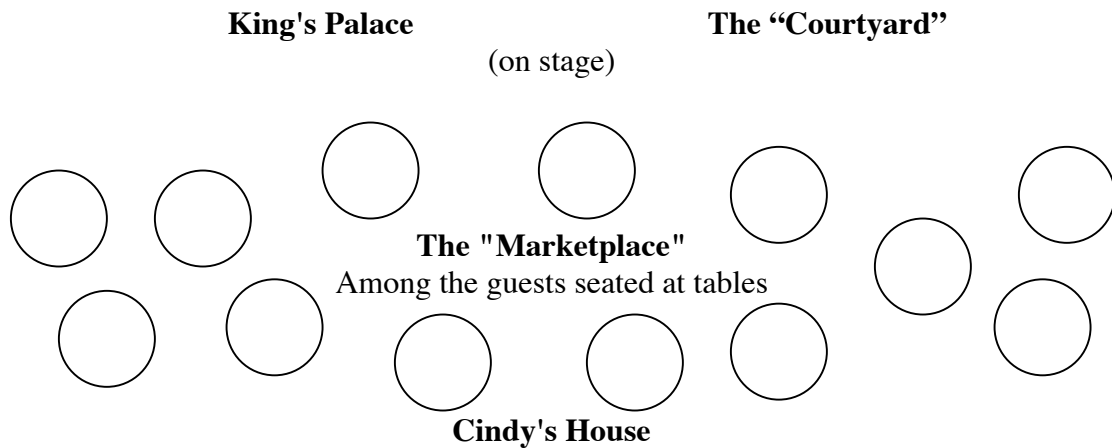 King's Palace
The “Courtyard”
(on stage)
The "Marketplace"
Among the guests seated at tables
Cindy's House